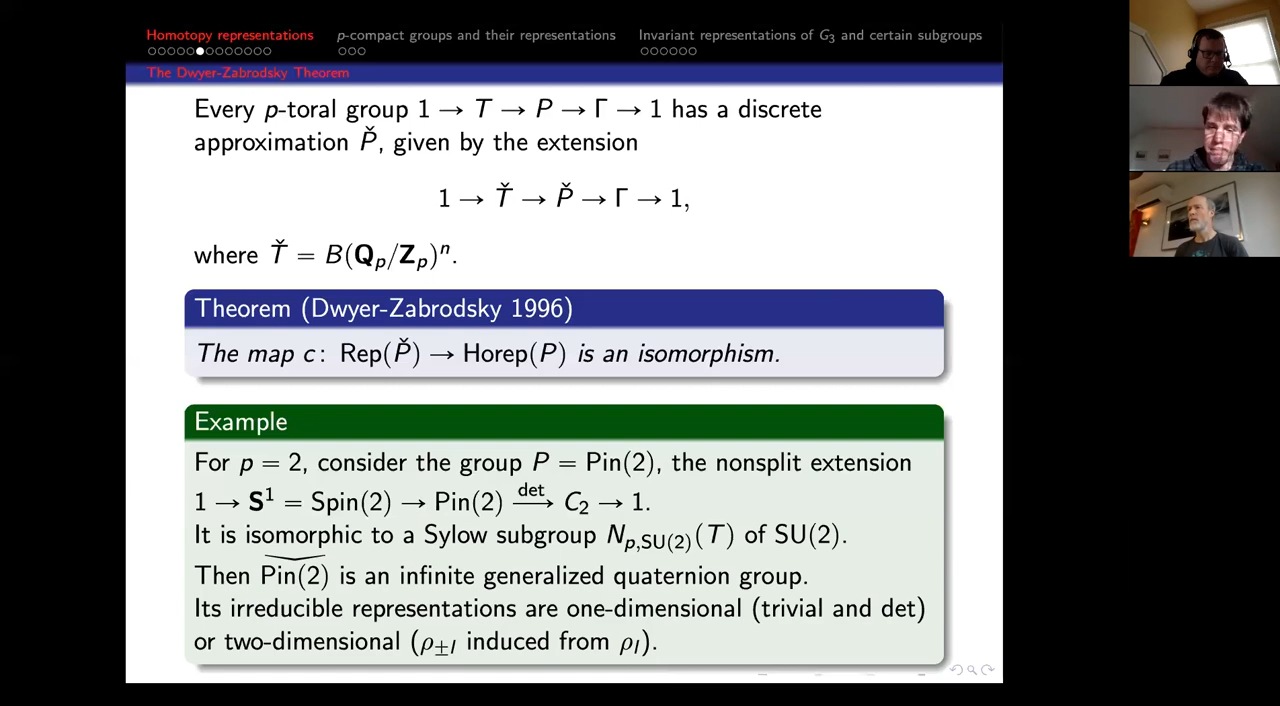 Homotopy representations
p-compact groups and their representations
Invariant representations of G₃ and certain subgroups
The Dwyer-Zabrodsky Theorem
Every p-toral group 1 → T → P → Γ → 1 has a discrete
approximation P̌, given by the extension
1 → Ť → P̌ → Γ → 1,
where Ť = B(Q_p/Z_p)ⁿ.
Theorem (Dwyer-Zabrodsky 1996)
The map c: Rep(P̌) → Horep(P) is an isomorphism.
Example
For p = 2, consider the group P = Pin(2), the nonsplit extension
1 → S¹ = Spin(2) → Pin(2) →^det C₂ → 1.
It is isomorphic to a Sylow subgroup N_{p,SU(2)}(T) of SU(2).
Then \widecheck{Pin(2)} is an infinite generalized quaternion group.
Its irreducible representations are one-dimensional (trivial and det)
or two-dimensional (ρ_{±I} induced from ρ_I).